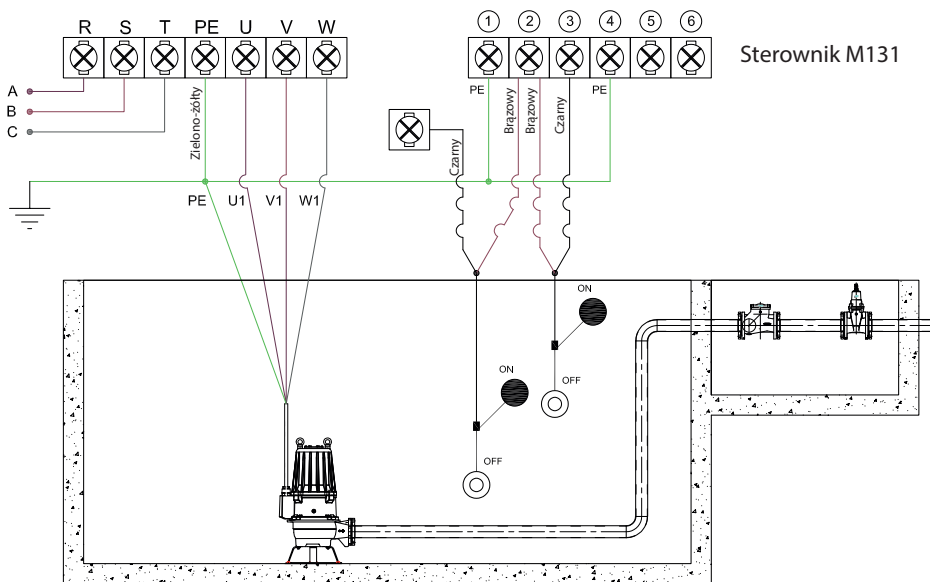 R S T PE U V W
1 2 3 4 5 6
Sterownik M131
A
B
C
Zielono-żółty
PE
Brązowy
Brązowy
Czarny
PE
Czarny
PE U1 V1 W1
ON
ON
OFF
OFF